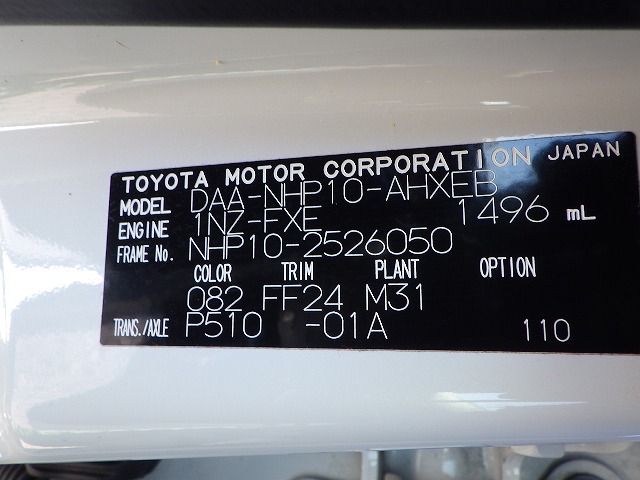 TOYOTA MOTOR CORPORATION JAPAN
MODEL DAA-NHP10-AHXEB
ENGINE 1NZ-FXE 1496 mL
FRAME No. NHP10-2526050
COLOR TRIM PLANT OPTION
082 FF24 M31
TRANS./AXLE P510 -01A 110